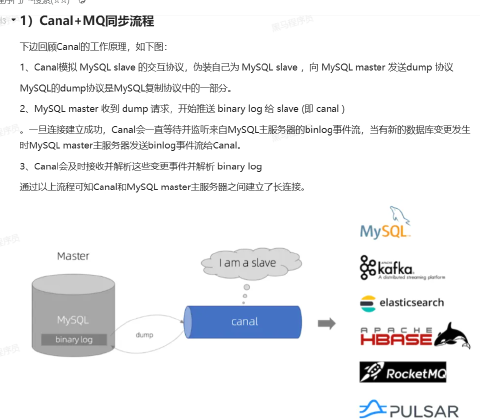 1）Canal+MQ同步流程
下边回顾Canal的工作原理，如下图：
1、Canal模拟 MySQL slave 的交互协议，伪装自己为 MySQL slave ，向 MySQL master 发送dump 协议
MySQL的dump协议是MySQL复制协议中的一部分。
2、MySQL master 收到 dump 请求，开始推送 binary log 给 slave (即 canal )
。一旦连接建立成功，Canal会一直等待并监听来自MySQL主服务器的binlog事件流，当有新的数据库变更发生
时MySQL master主服务器发送binlog事件流给Canal。
3、Canal会及时接收并解析这些变更事件并解析 binary log
通过以上流程可知Canal和MySQL master主服务器之间建立了长连接。
Master
MySQL
binary log
dump
I am a slave
canal
MySQL
kafka
A distributed streaming platform
elasticsearch
APACHE
HBASE
RocketMQ
PULSAR